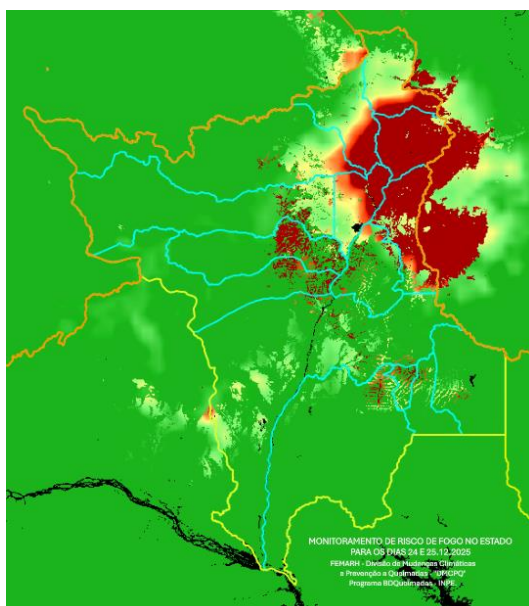 MONITORAMENTO DE RISCO DE FOGO NO ESTADO
PARA OS DIAS 24 E 25.12.2025
FEMARH - Divisão de Mudanças Climáticas
e Prevenção a Queimadas - "DMCPQ"
Programa BDQueimadas - INPE.